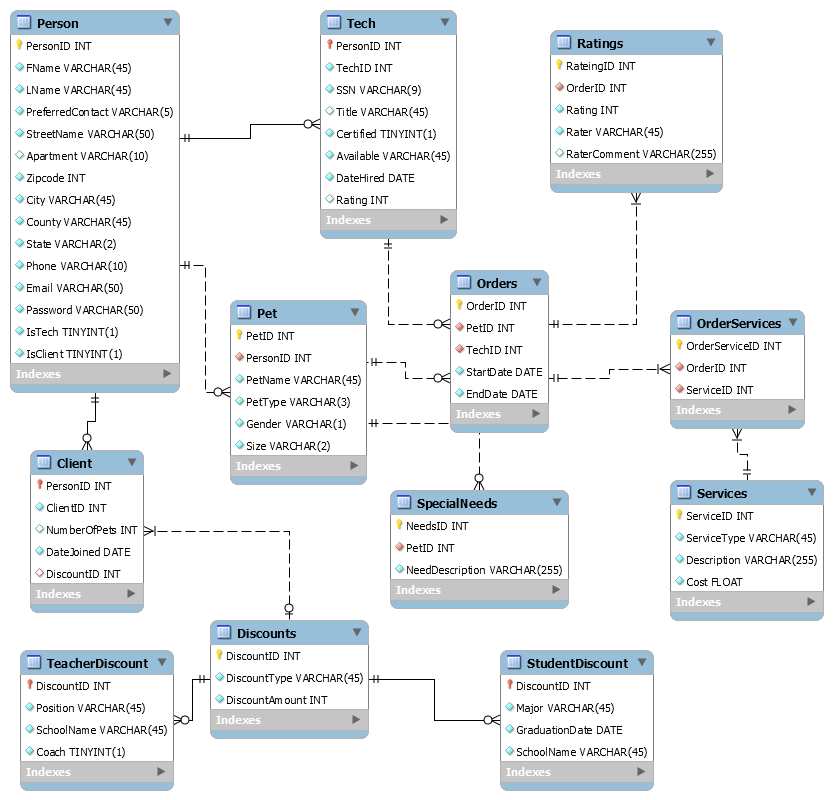 Person
PersonID INT
FName VARCHAR(45)
LName VARCHAR(45)
PreferredContact VARCHAR(5)
StreetName VARCHAR(50)
Apartment VARCHAR(10)
Zipcode INT
City VARCHAR(45)
County VARCHAR(45)
State VARCHAR(2)
Phone VARCHAR(10)
Email VARCHAR(50)
Password VARCHAR(50)
IsTech TINYINT(1)
IsClient TINYINT(1)
Indexes
Tech
PersonID INT
TechID INT
SSN VARCHAR(9)
Title VARCHAR(45)
Certified TINYINT(1)
Available VARCHAR(45)
DateHired DATE
Rating INT
Indexes
Ratings
RateingID INT
OrderID INT
Rating INT
Rater VARCHAR(45)
RaterComment VARCHAR(255)
Indexes
Pet
PetID INT
PersonID INT
PetName VARCHAR(45)
PetType VARCHAR(3)
Gender VARCHAR(1)
Size VARCHAR(2)
Indexes
Orders
OrderID INT
PetID INT
TechID INT
StartDate DATE
EndDate DATE
Indexes
OrderServices
OrderServiceID INT
OrderID INT
ServiceID INT
Indexes
Client
PersonID INT
ClientID INT
NumberOfPets INT
DateJoined DATE
DiscountID INT
Indexes
SpecialNeeds
NeedsID INT
PetID INT
NeedDescription VARCHAR(255)
Indexes
Services
ServiceID INT
ServiceType VARCHAR(45)
Description VARCHAR(255)
Cost FLOAT
Indexes
Discounts
DiscountID INT
DiscountType VARCHAR(45)
DiscountAmount INT
Indexes
TeacherDiscount
DiscountID INT
Position VARCHAR(45)
SchoolName VARCHAR(45)
Coach TINYINT(1)
Indexes
StudentDiscount
DiscountID INT
Major VARCHAR(45)
GraduationDate DATE
SchoolName VARCHAR(45)
Indexes